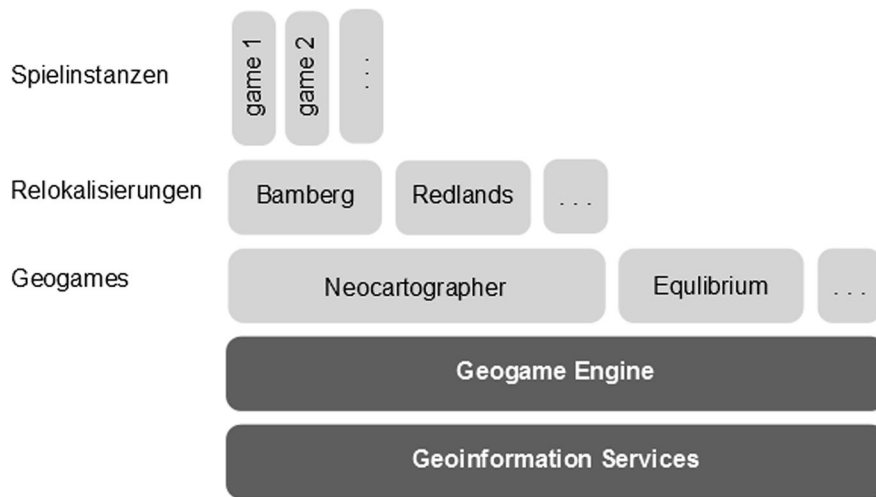 Spielinstanzen
game 1
game 2
. . .
Relokalisierungen
Bamberg
Redlands
. . .
Geogames
Neocartographer
Equlibrium
. . .
Geogame Engine
Geoinformation Services